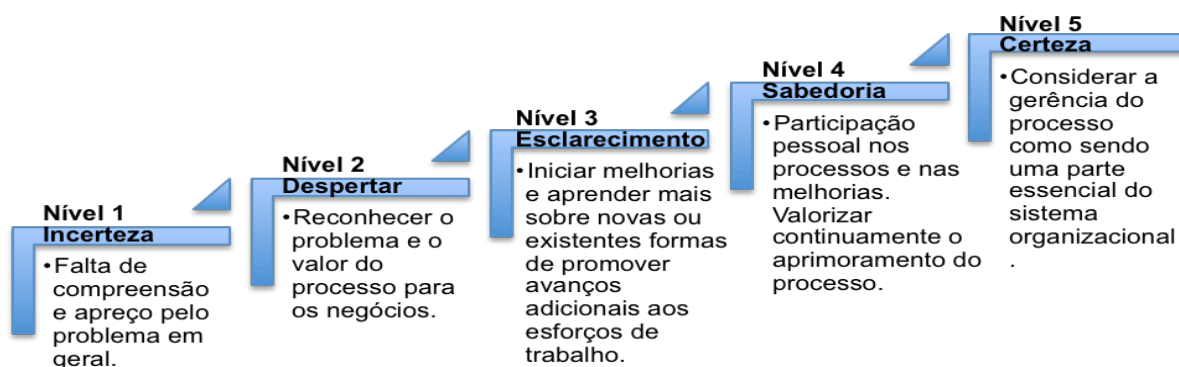 Nível 1
Incerteza
•Falta de
compreensão
e apreço pelo
problema em
geral.
Nível 2
Despertar
•Reconhecer o
problema e o
valor do
processo para
os negócios.
Nível 3
Esclarecimento
•Iniciar melhorias
e aprender mais
sobre novas ou
existentes formas
de promover
avanços
adicionais aos
esforços de
trabalho.
Nível 4
Sabedoria
•Participação
pessoal nos
processos e nas
melhorias.
Valorizar
continuamente o
aprimoramento do
processo.
Nível 5
Certeza
•Considerar a
gerência do
processo
como sendo
uma parte
essencial do
sistema
organizacional
.